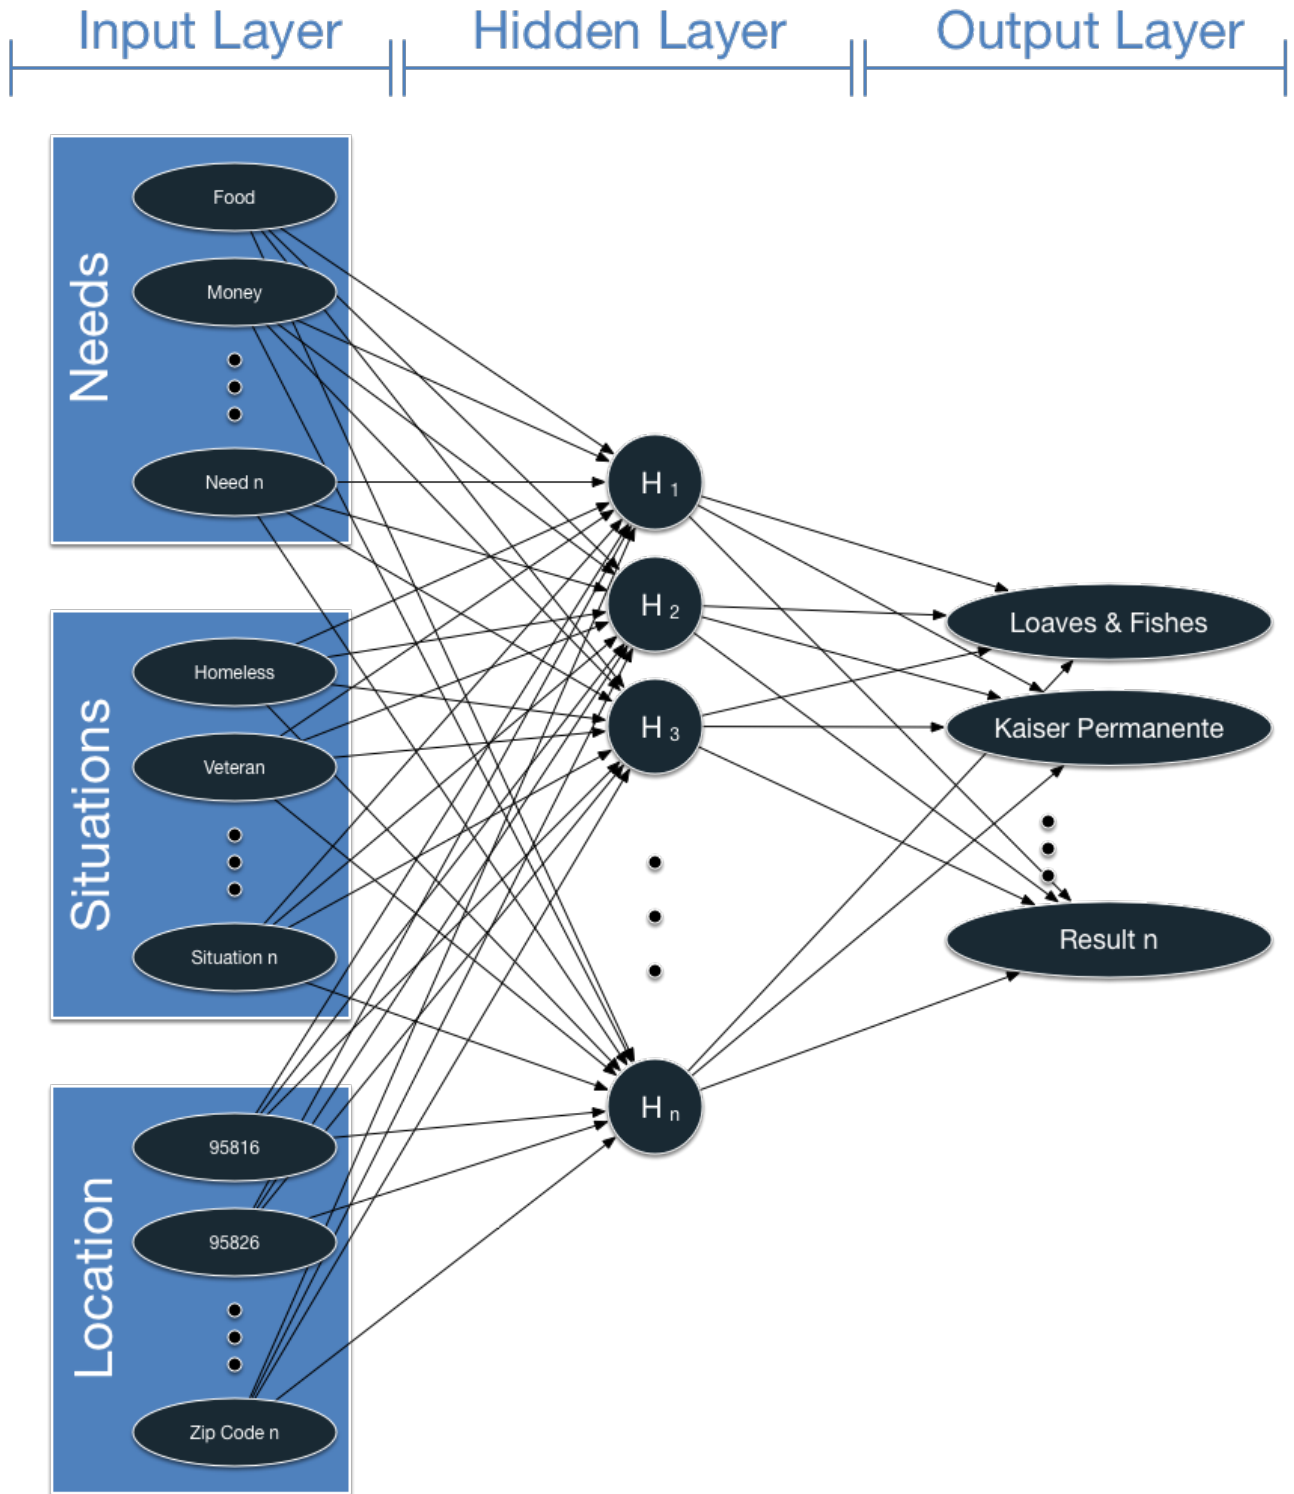 Input Layer
Hidden Layer
Output Layer
Needs
Food
Money
Need n
Situations
Homeless
Veteran
Situation n
Location
95816
95826
Zip Code n
H 1
H 2
H 3
H n
Loaves & Fishes
Kaiser Permanente
Result n